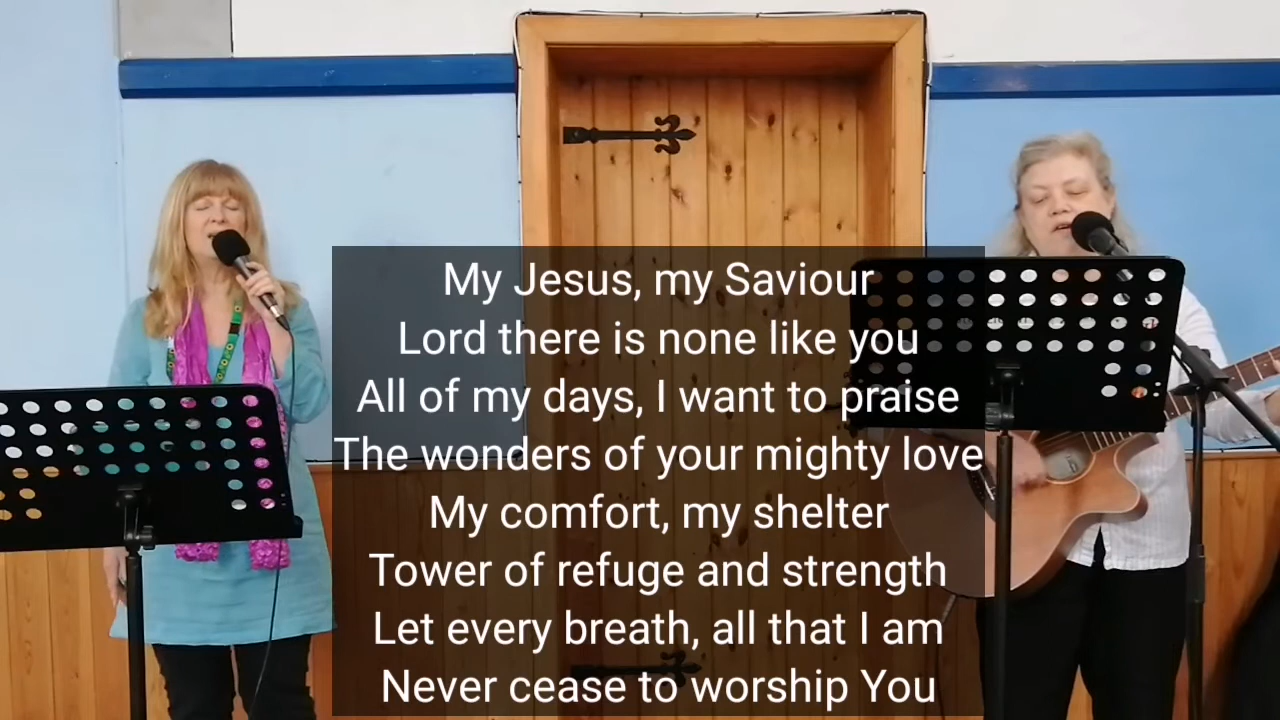 My Jesus, my Saviour
Lord there is none like you
All of my days, I want to praise
The wonders of your mighty love
My comfort, my shelter
Tower of refuge and strength
Let every breath, all that I am
Never cease to worship You